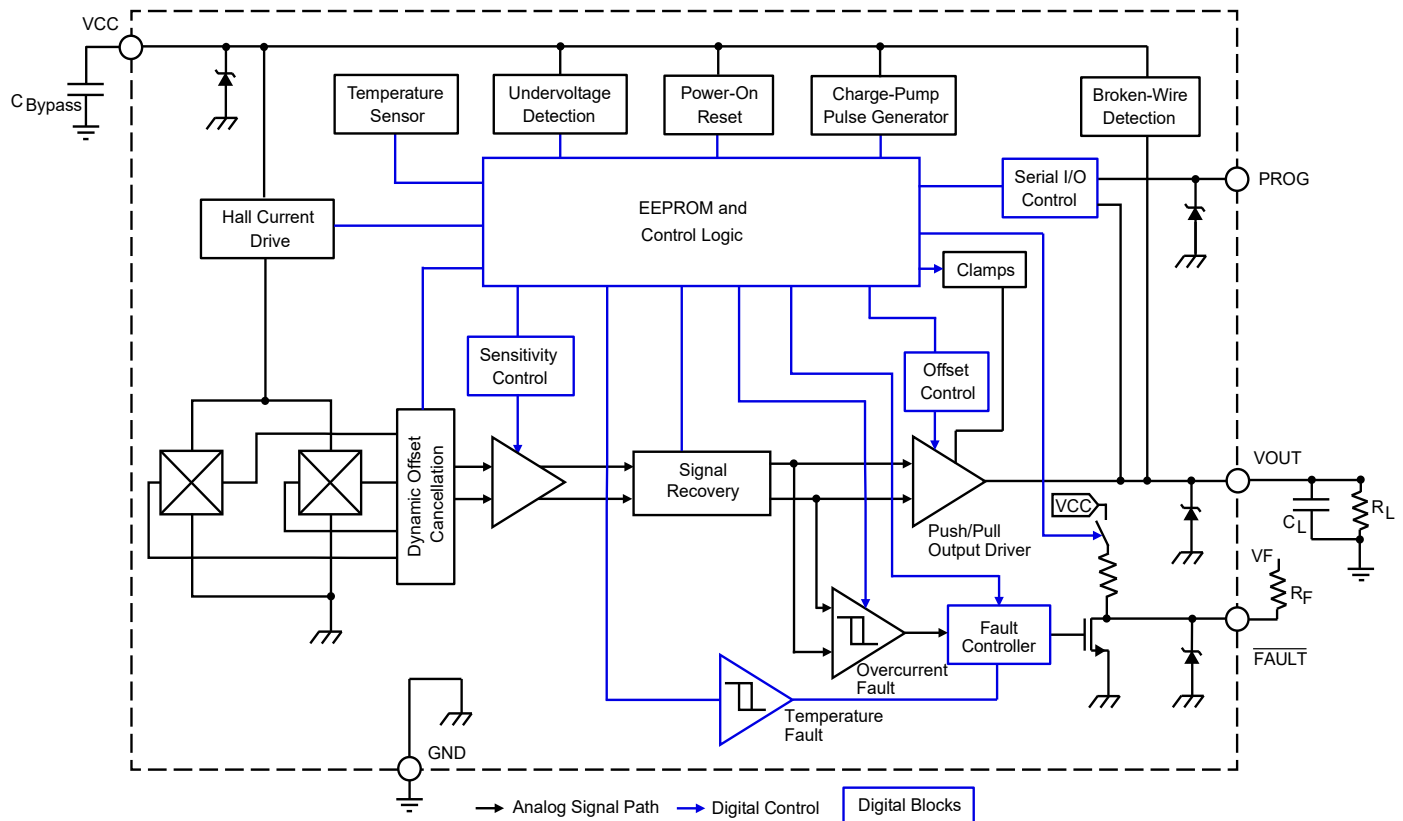 VCC
C Bypass
Temperature
Sensor
Undervoltage
Detection
Power-On
Reset
Charge-Pump
Pulse Generator
Broken-Wire
Detection
EEPROM and
Control Logic
Serial I/O
Control
PROG
Hall Current
Drive
Clamps
Sensitivity
Control
Offset
Control
Dynamic Offset
Cancellation
Signal
Recovery
Push/Pull
Output Driver
VCC
VOUT
CL
RL
VF
RF
FAULT
Fault
Controller
Overcurrent
Fault
Temperature
Fault
GND
Analog Signal Path
Digital Control
Digital Blocks